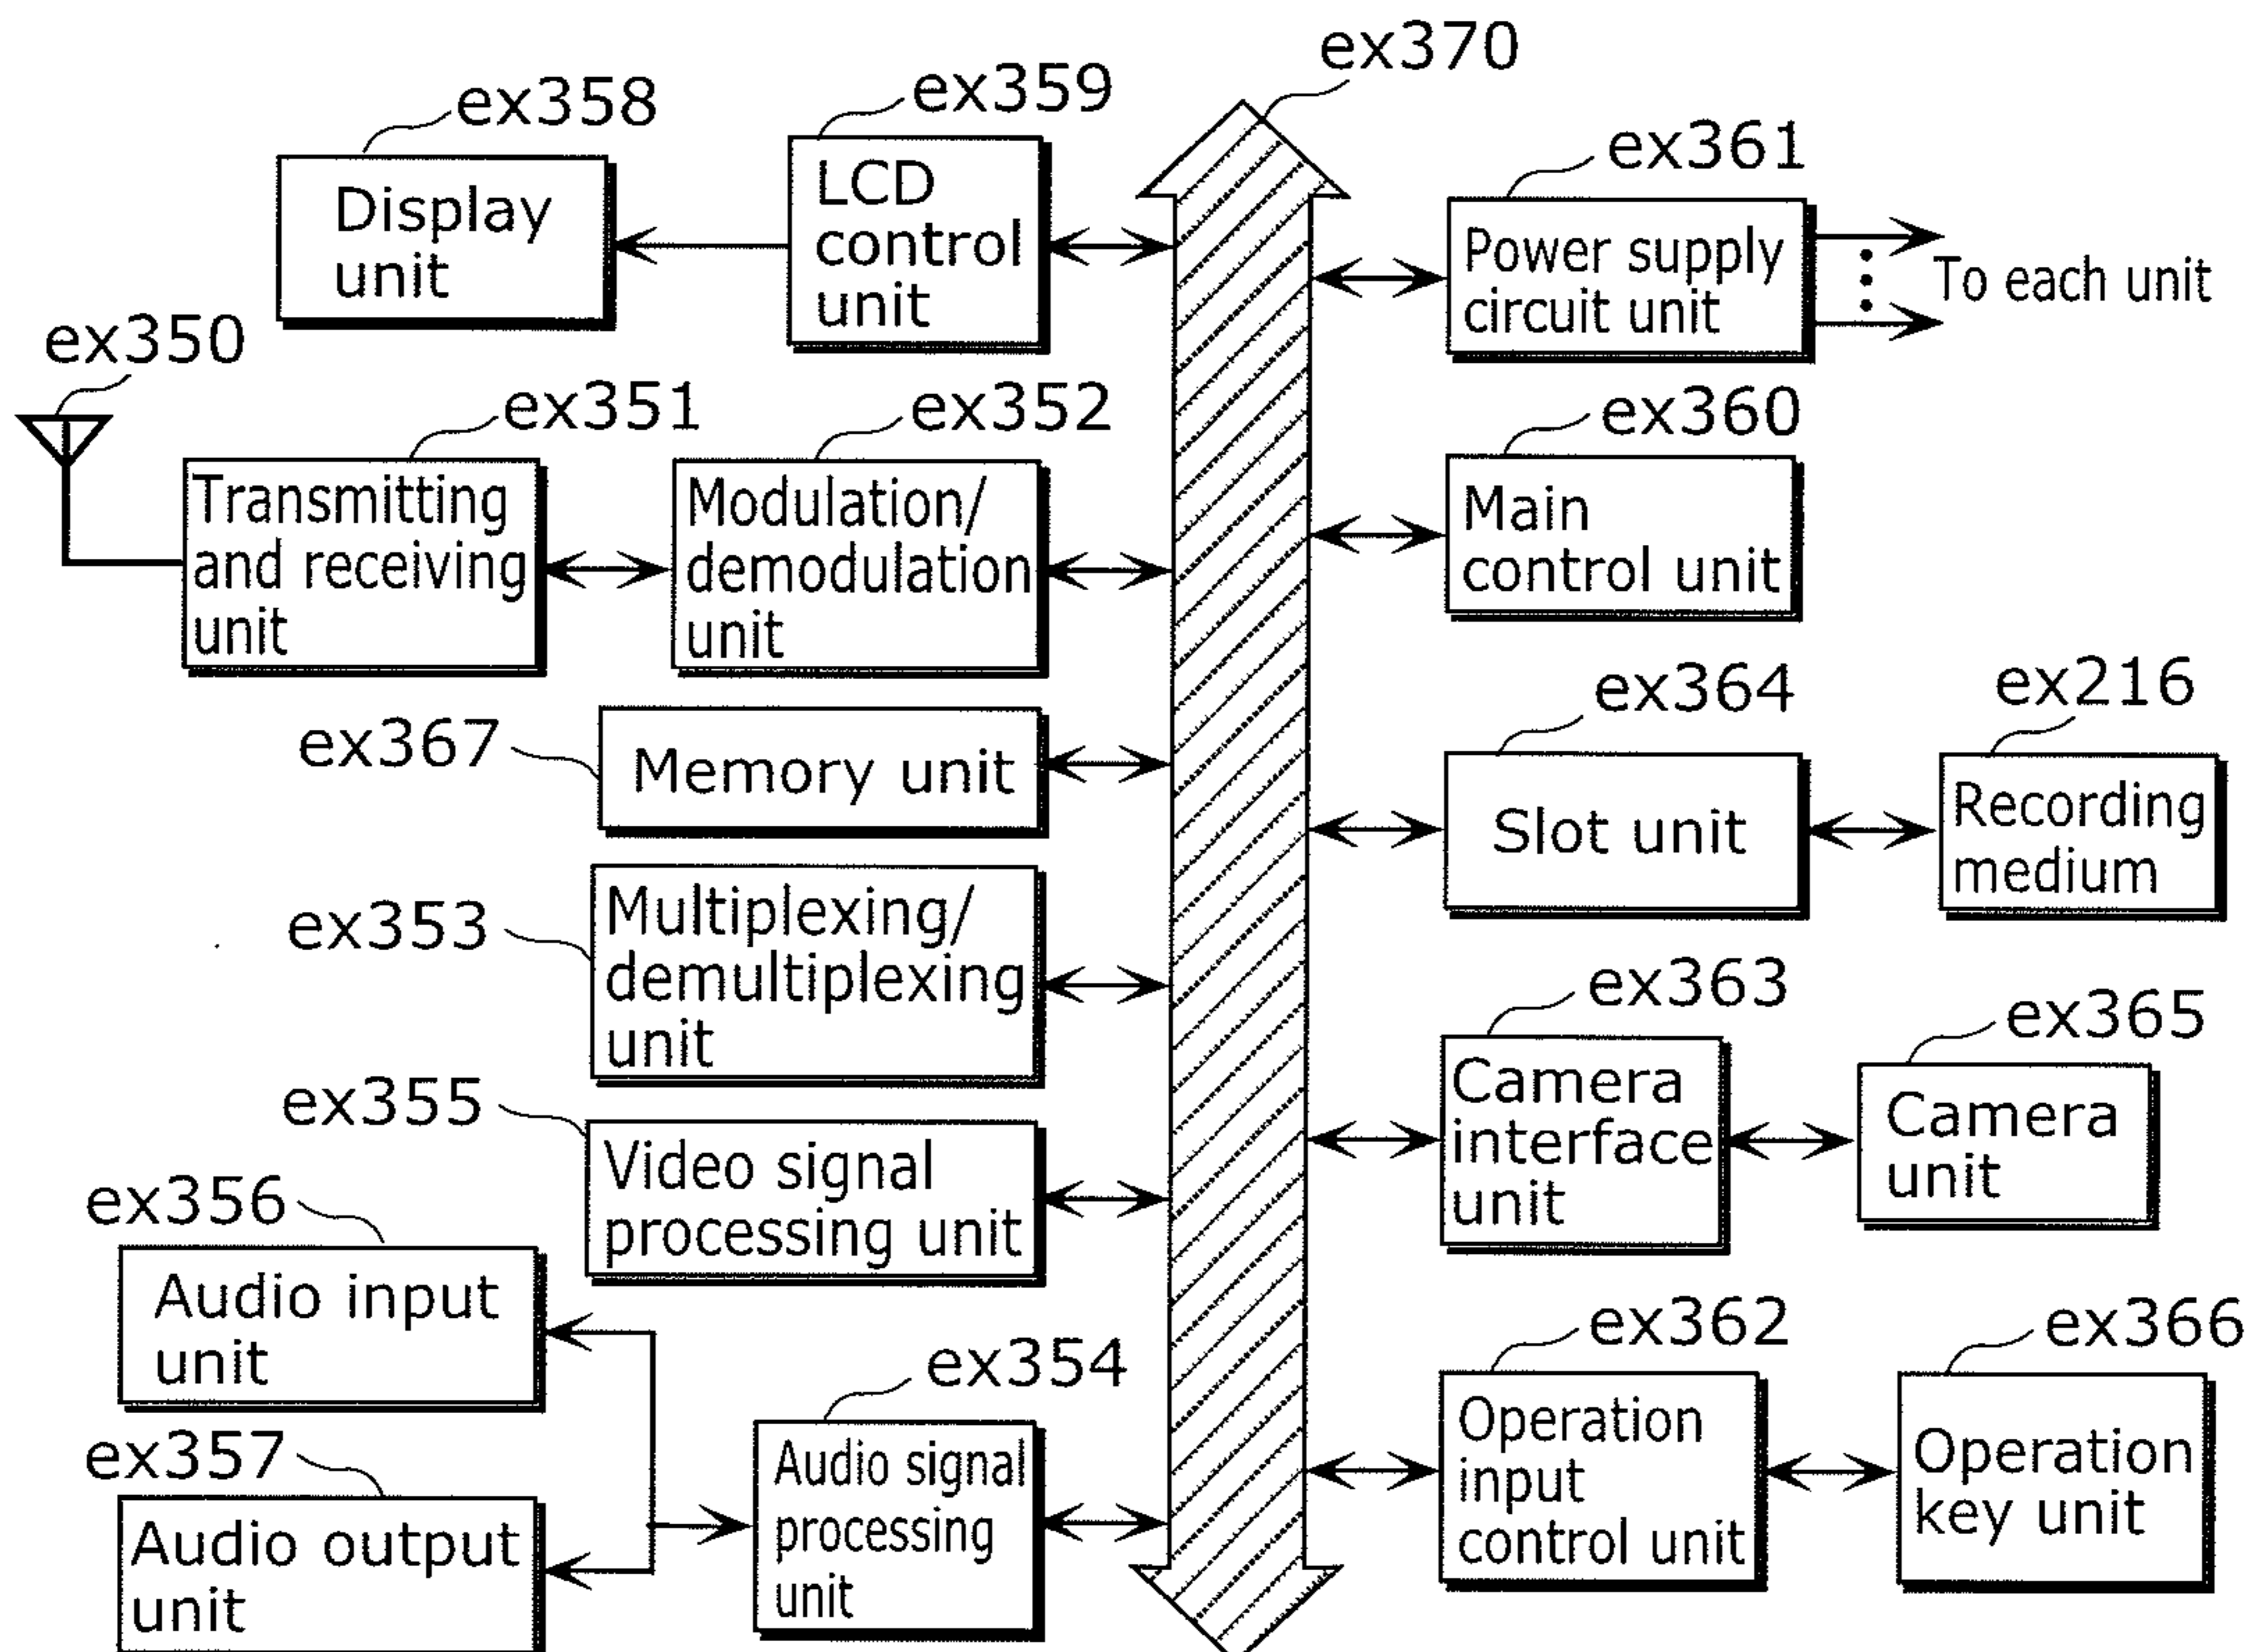 ex370
ex358
ex359
ex361
Display
unit
LCD
control
unit
Power supply
circuit unit
To each unit
ex350
ex351
ex352
ex360
Transmitting
and receiving
unit
Modulation/
demodulation
unit
Main
control unit
ex367
Memory unit
ex364
ex216
Slot unit
Recording
medium
ex353
Multiplexing/
demultiplexing
unit
ex363
ex365
Camera
interface
unit
Camera
unit
ex355
Video signal
processing unit
ex356
Audio input
unit
ex354
ex362
ex366
ex357
Audio output
unit
Audio signal
processing
unit
Operation
input
control unit
Operation
key unit